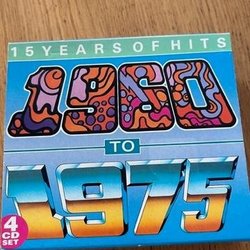 15 YEARS OF HITS
1960
TO
1975
4
CD
SET